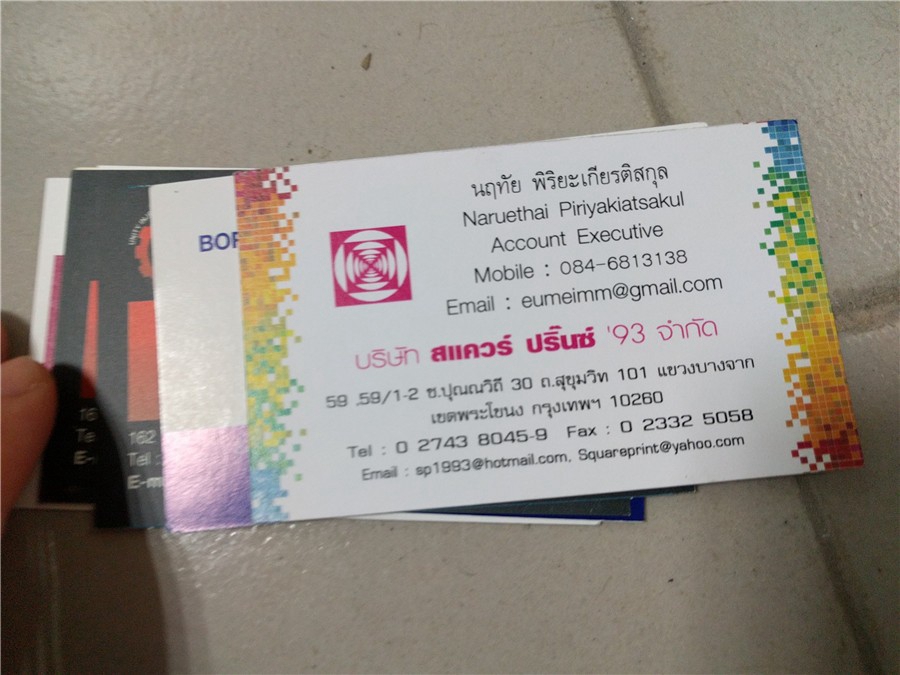 นฤทัย พิริยะเกียรติสกุล
Naruethai Piriyakiatsakul
Account Executive
Mobile : 084-6813138
Email : eumeimm@gmail.com
บริษัท สแควร์ ปริ๊นซ์ '93 จำกัด
59 ,59/1-2 ซ.ปุณณวิถี 30 ถ.สุขุมวิท 101 แขวงบางจาก
เขตพระโขนง กรุงเทพฯ 10260
Tel : 0 2743 8045-9 Fax : 0 2332 5058
Email : sp1993@hotmail.com, Squareprint@yahoo.com
162
Tel :